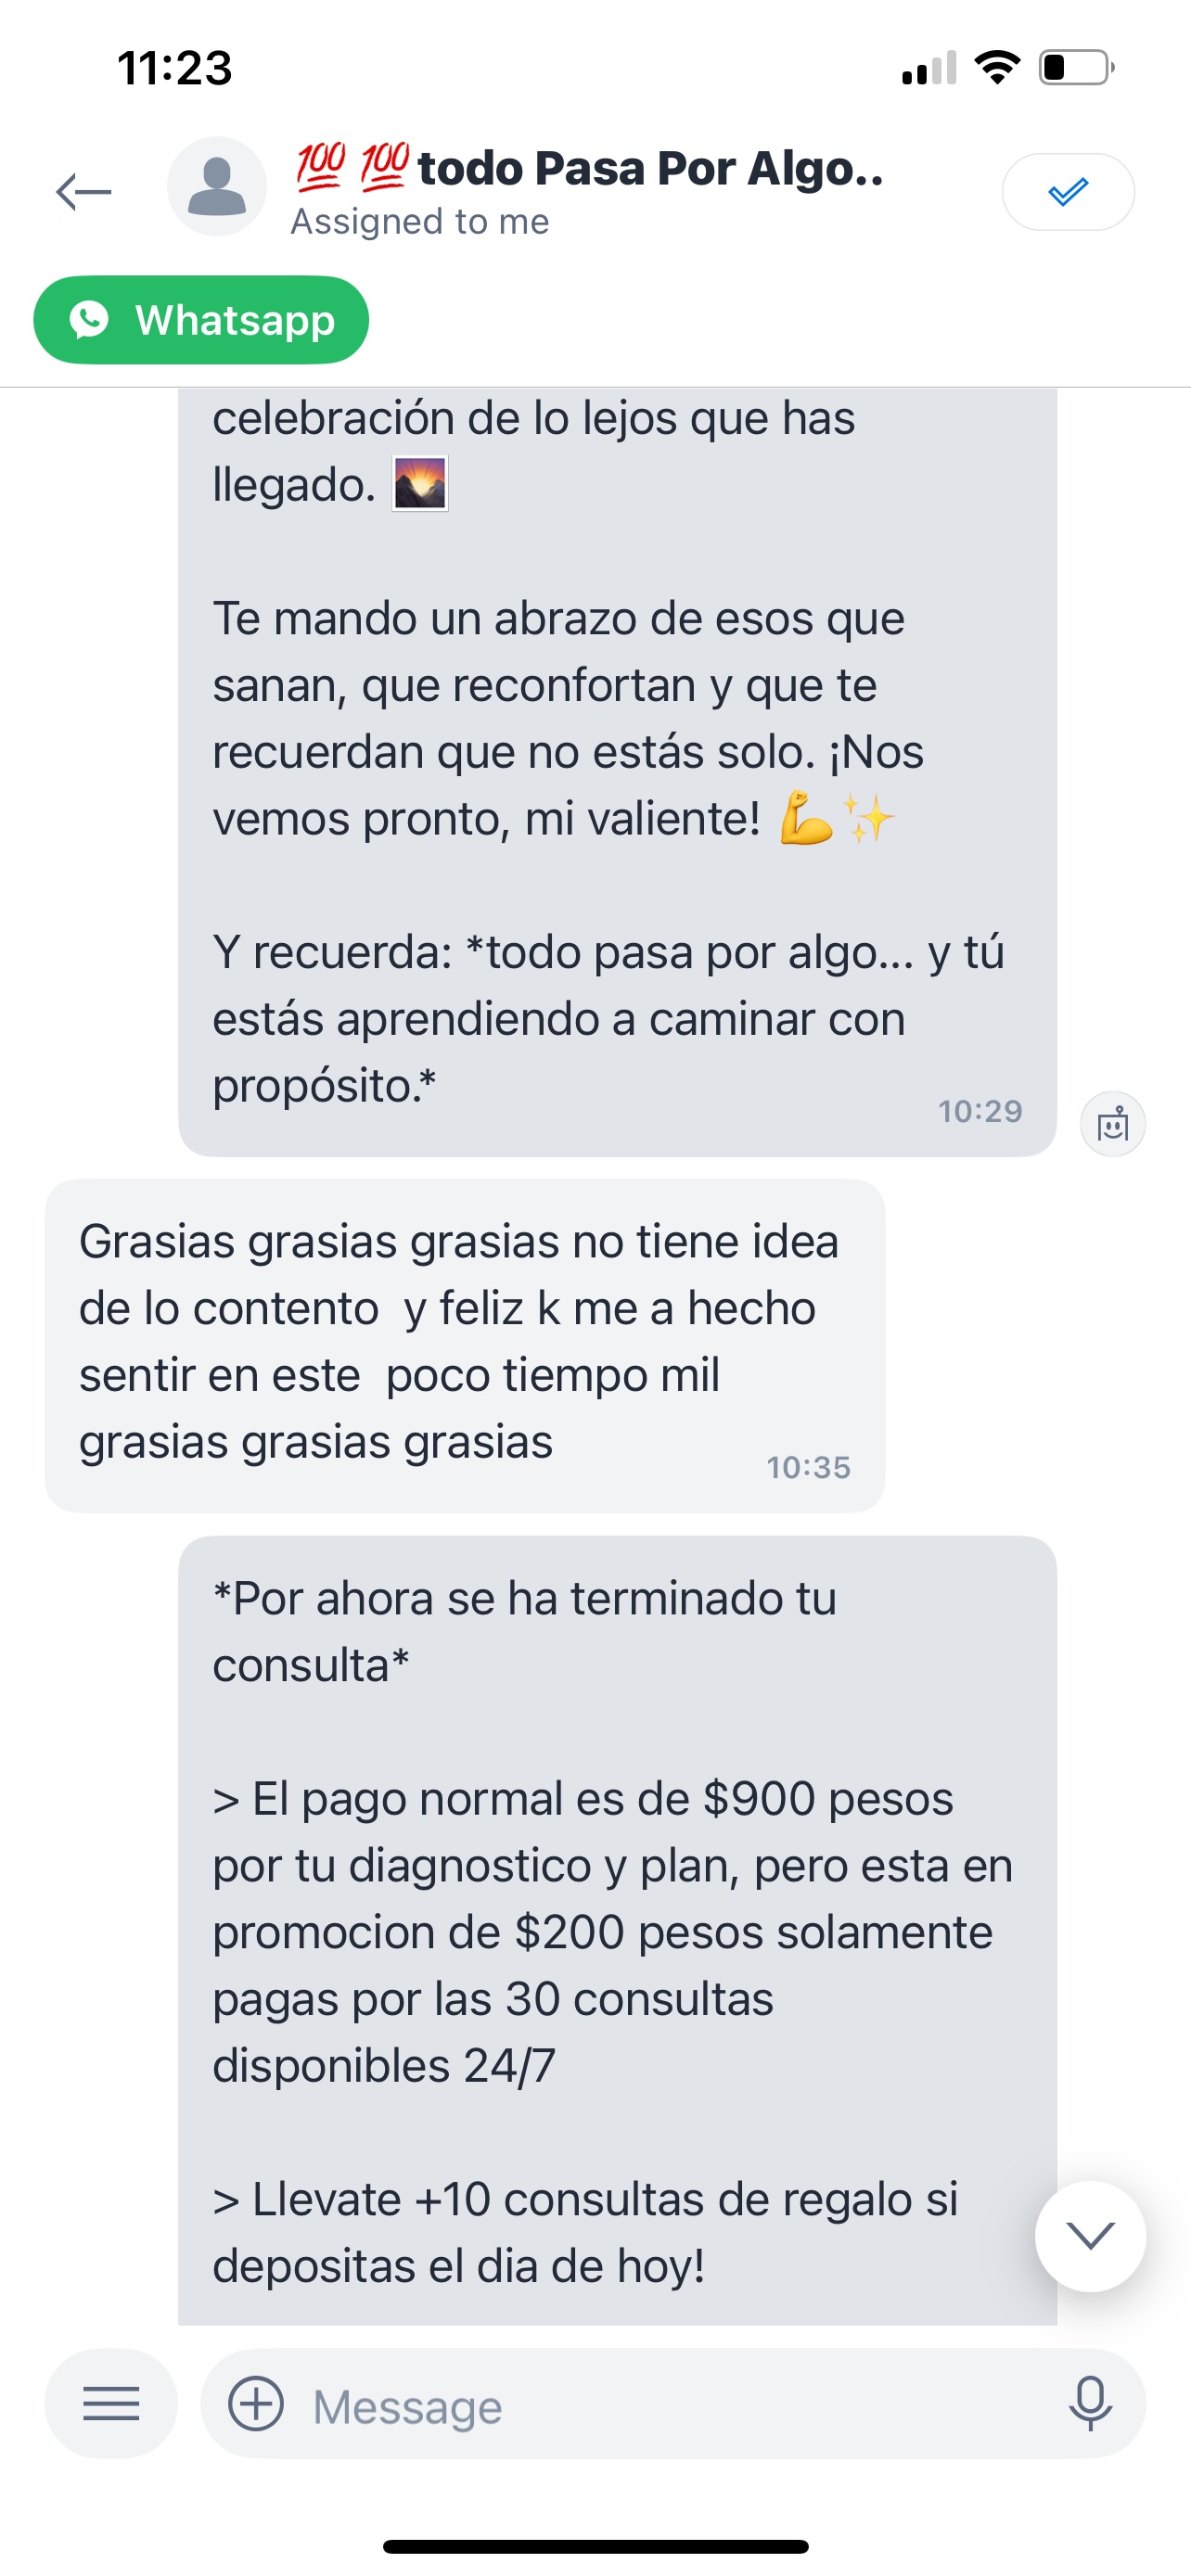 11:23
💯 💯todo Pasa Por Algo..
Assigned to me
Whatsapp
celebración de lo lejos que has
llegado. 🌄
Te mando un abrazo de esos que
sanan, que reconfortan y que te
recuerdan que no estás solo. ¡Nos
vemos pronto, mi valiente! 💪✨
Y recuerda: *todo pasa por algo... y tú
estás aprendiendo a caminar con
propósito.*
10:29
Grasias grasias grasias no tiene idea
de lo contento  y feliz k me a hecho
sentir en este  poco tiempo mil
grasias grasias grasias
10:35
*Por ahora se ha terminado tu
consulta*
> El pago normal es de $900 pesos
por tu diagnostico y plan, pero esta en
promocion de $200 pesos solamente
pagas por las 30 consultas
disponibles 24/7
> Llevate +10 consultas de regalo si
depositas el dia de hoy!
Message